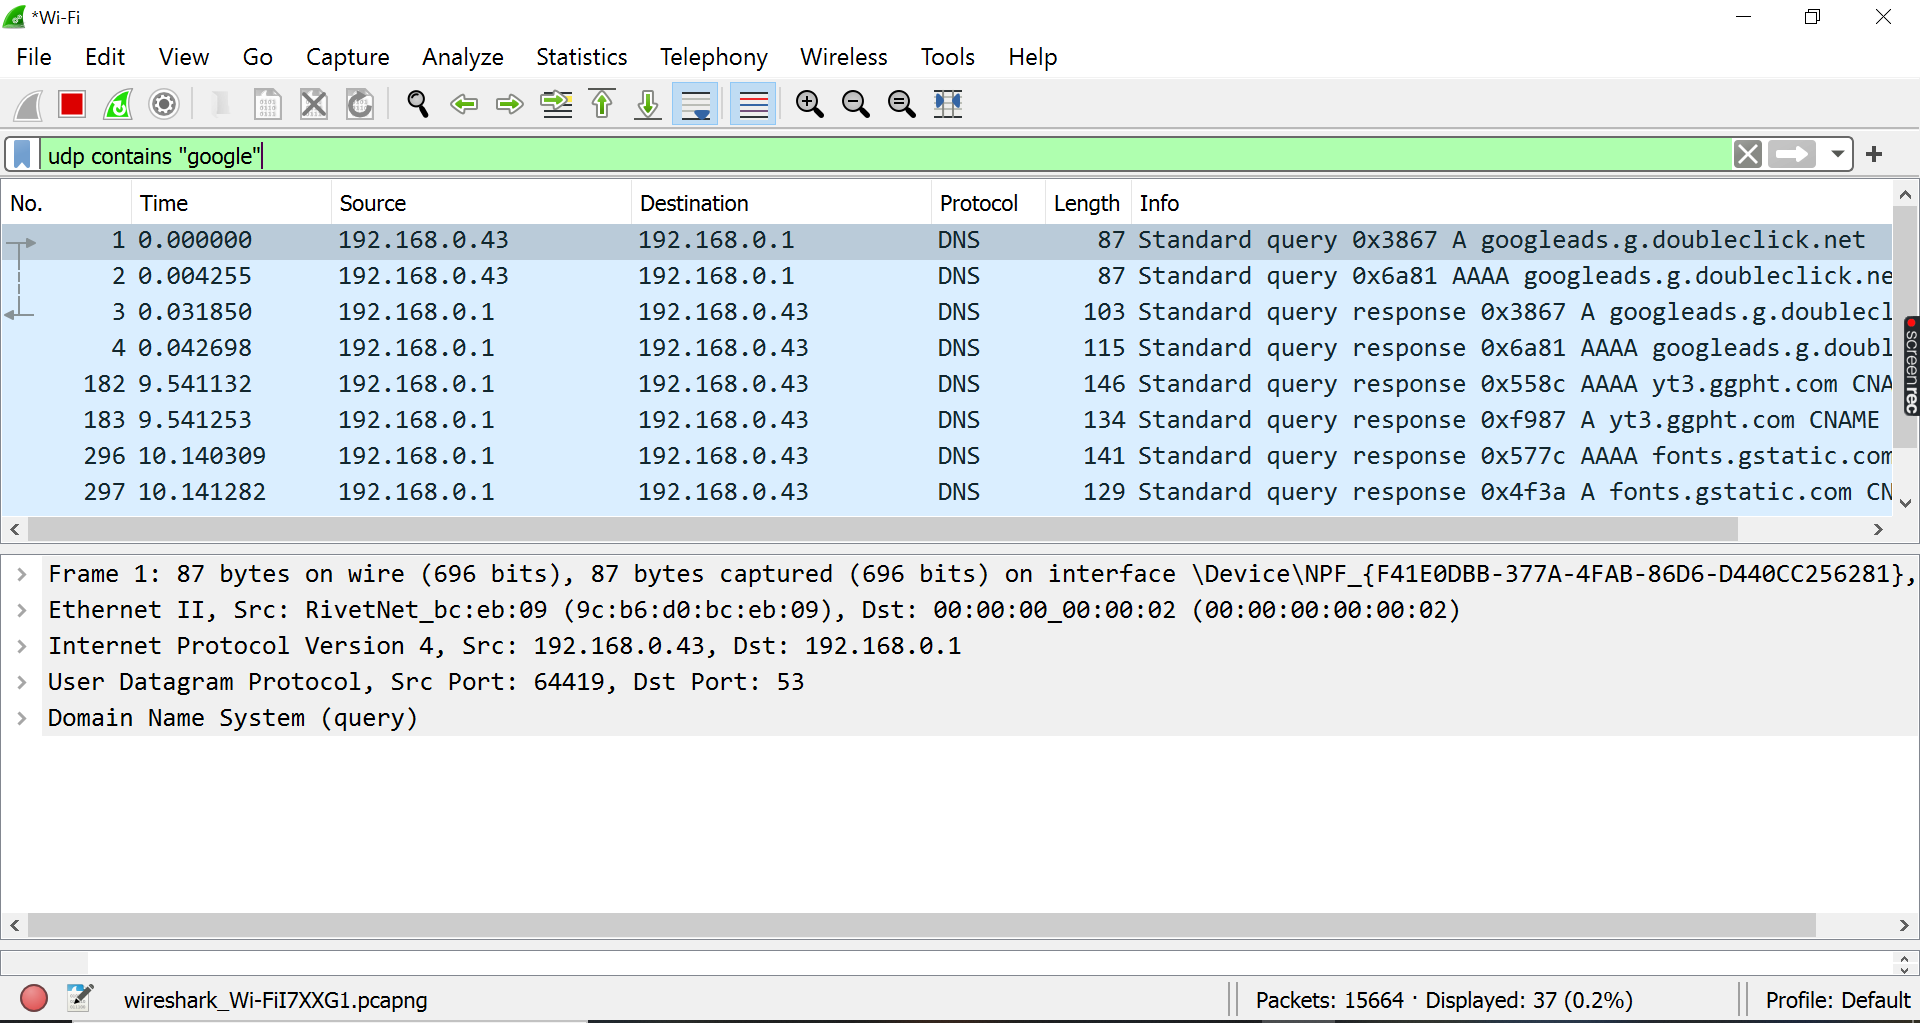 *Wi-Fi
File Edit View Go Capture Analyze Statistics Telephony Wireless Tools Help
udp contains "google"
No. Time Source Destination Protocol Length Info
1 0.000000 192.168.0.43 192.168.0.1 DNS 87 Standard query 0x3867 A googleads.g.doubleclick.net
2 0.004255 192.168.0.43 192.168.0.1 DNS 87 Standard query 0x6a81 AAAA googleads.g.doubleclick.ne
3 0.031850 192.168.0.1 192.168.0.43 DNS 103 Standard query response 0x3867 A googleads.g.doublecl
4 0.042698 192.168.0.1 192.168.0.43 DNS 115 Standard query response 0x6a81 AAAA googleads.g.doubl
182 9.541132 192.168.0.1 192.168.0.43 DNS 146 Standard query response 0x558c AAAA yt3.ggpht.com CNA
183 9.541253 192.168.0.1 192.168.0.43 DNS 134 Standard query response 0xf987 A yt3.ggpht.com CNAME
296 10.140309 192.168.0.1 192.168.0.43 DNS 141 Standard query response 0x577c AAAA fonts.gstatic.com
297 10.141282 192.168.0.1 192.168.0.43 DNS 129 Standard query response 0x4f3a A fonts.gstatic.com CN
screenrec
Frame 1: 87 bytes on wire (696 bits), 87 bytes captured (696 bits) on interface \Device\NPF_{F41E0DBB-377A-4FAB-86D6-D440CC256281},
Ethernet II, Src: RivetNet_bc:eb:09 (9c:b6:d0:bc:eb:09), Dst: 00:00:00_00:00:02 (00:00:00:00:00:02)
Internet Protocol Version 4, Src: 192.168.0.43, Dst: 192.168.0.1
User Datagram Protocol, Src Port: 64419, Dst Port: 53
Domain Name System (query)
wireshark_Wi-FiI7XXG1.pcapng
Packets: 15664 · Displayed: 37 (0.2%)
Profile: Default